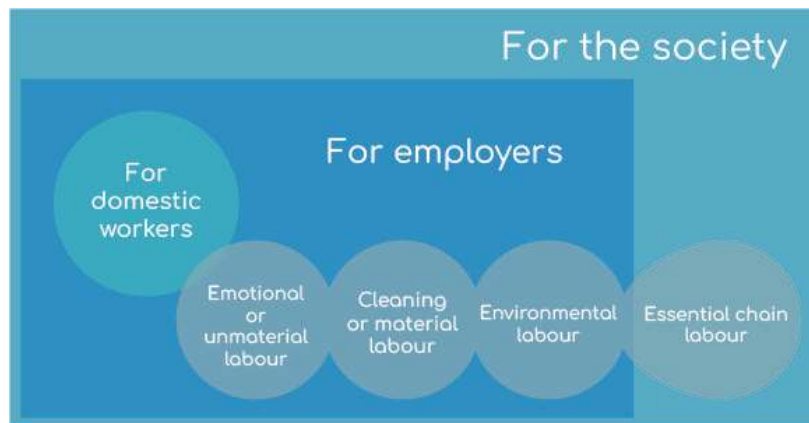 For the society
For employers
For
domestic
workers
Emotional
or
unmaterial
labour
Cleaning
or material
labour
Environmental
labour
Essential chain
labour